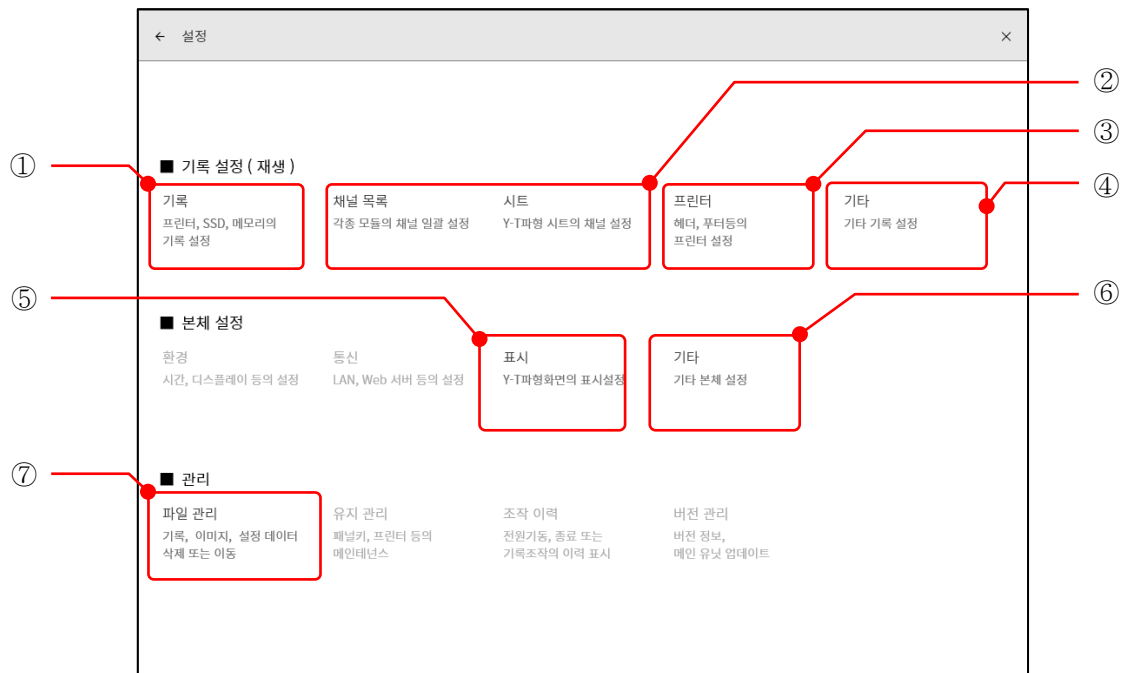 ← 설정 ×
②
③
① ■ 기록 설정 ( 재생 )
④
기록 채널 목록 시트 프린터 기타
프린터, SSD, 메모리의 각종 모듈의 채널 일괄 설정 Y-T파형 시트의 채널 설정 헤더, 푸터등의 기타 기록 설정
기록 설정 프린터 설정
⑤ ⑥
■ 본체 설정
환경 통신 표시 기타
시간, 디스플레이 등의 설정 LAN, Web 서버 등의 설정 Y-T파형화면의 표시설정 기타 본체 설정
⑦ ■ 관리
파일 관리 유지 관리 조작 이력 버전 관리
기록, 이미지, 설정 데이터 패널키, 프린터 등의 전원기동, 종료 또는 버전 정보,
삭제 또는 이동 메인테넌스 기록조작의 이력 표시 메인 유닛 업데이트